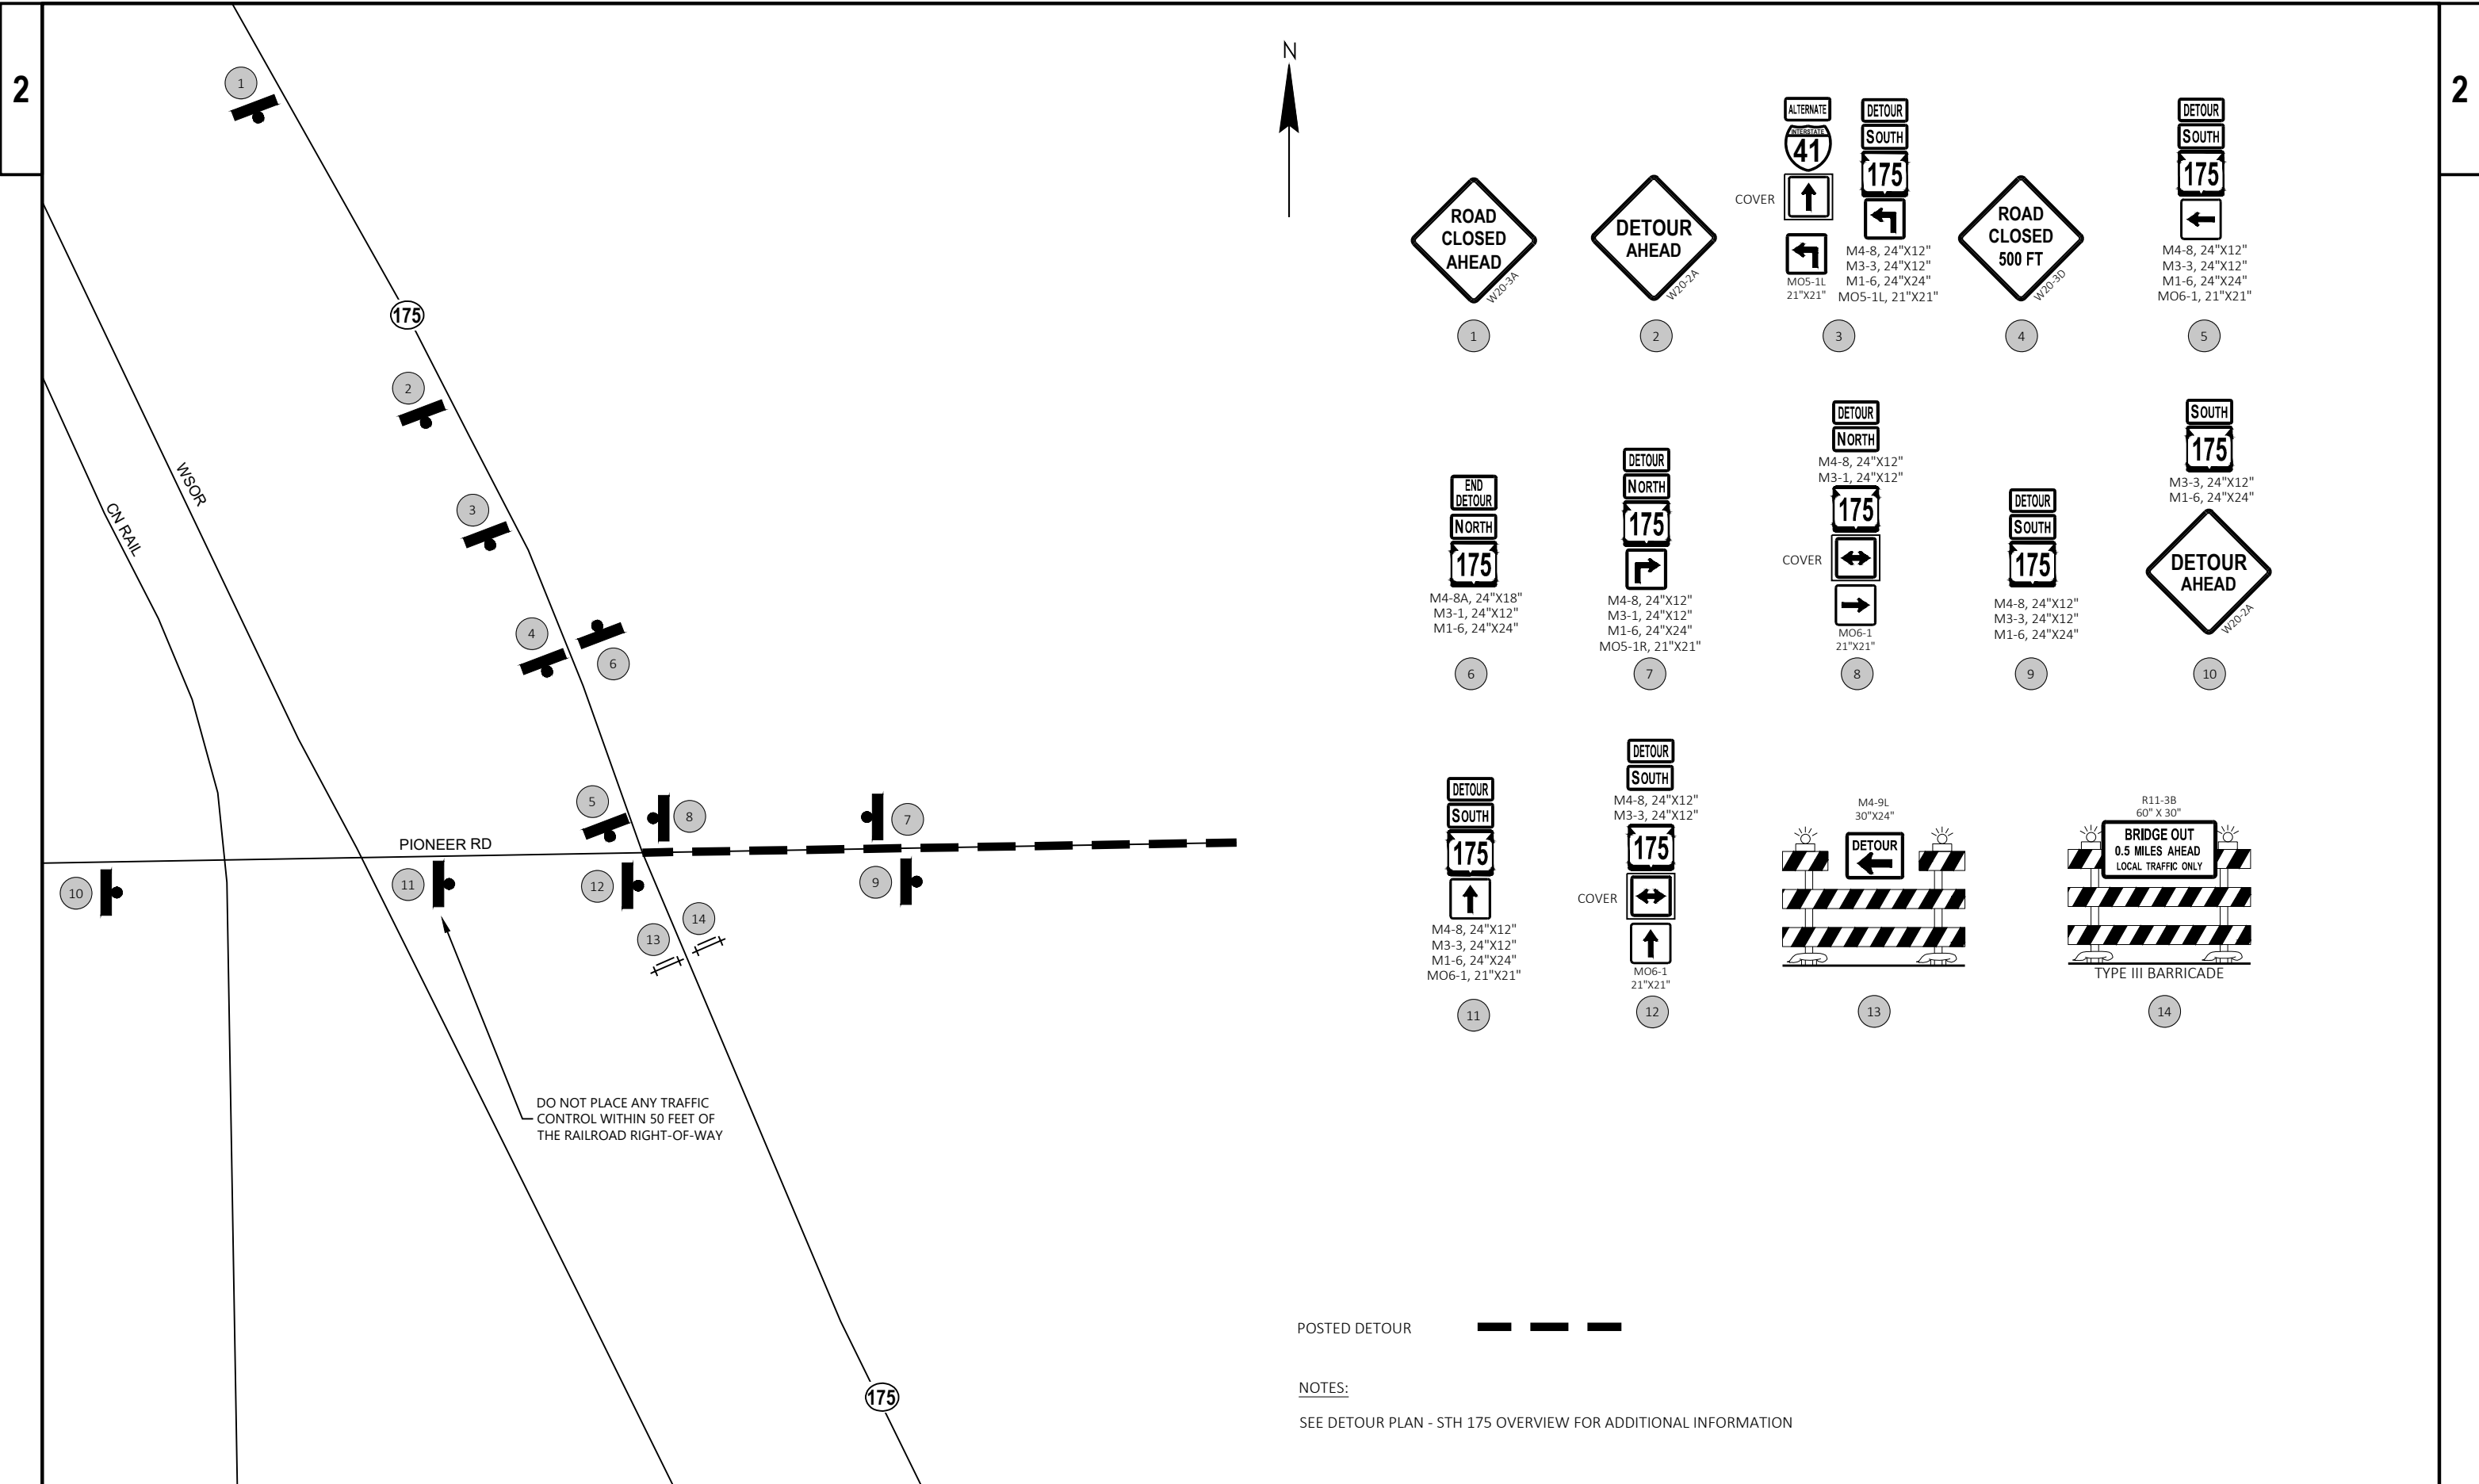 2
2
N
1
175
2
3
4
6
5
8
7
PIONEER RD
WSOR
CN RAIL
10
11
12
9
13
14
DO NOT PLACE ANY TRAFFIC
CONTROL WITHIN 50 FEET OF
THE RAILROAD RIGHT-OF-WAY
175
ROAD
CLOSED
AHEAD
W20-3A
1
DETOUR
AHEAD
W20-2A
2
ALTERNATE
INTERSTATE
41
COVER
MO5-1L
21"X21"
DETOUR
SOUTH
175
M4-8, 24"X12"
M3-3, 24"X12"
M1-6, 24"X24"
MO5-1L, 21"X21"
3
ROAD
CLOSED
500 FT
W20-3D
4
DETOUR
SOUTH
175
M4-8, 24"X12"
M3-3, 24"X12"
M1-6, 24"X24"
MO6-1, 21"X21"
5
END
DETOUR
NORTH
175
M4-8A, 24"X18"
M3-1, 24"X12"
M1-6, 24"X24"
6
DETOUR
NORTH
175
M4-8, 24"X12"
M3-1, 24"X12"
M1-6, 24"X24"
MO5-1R, 21"X21"
7
DETOUR
NORTH
M4-8, 24"X12"
M3-1, 24"X12"
175
COVER
MO6-1
21"X21"
8
DETOUR
SOUTH
175
M4-8, 24"X12"
M3-3, 24"X12"
M1-6, 24"X24"
9
SOUTH
175
M3-3, 24"X12"
M1-6, 24"X24"
DETOUR
AHEAD
W20-2A
10
DETOUR
SOUTH
175
M4-8, 24"X12"
M3-3, 24"X12"
M1-6, 24"X24"
MO6-1, 21"X21"
11
DETOUR
SOUTH
M4-8, 24"X12"
M3-3, 24"X12"
175
COVER
MO6-1
21"X21"
12
M4-9L
30"X24"
DETOUR
13
R11-3B
60" X 30"
BRIDGE OUT
0.5 MILES AHEAD
LOCAL TRAFFIC ONLY
TYPE III BARRICADE
14
POSTED DETOUR
NOTES:
SEE DETOUR PLAN - STH 175 OVERVIEW FOR ADDITIONAL INFORMATION